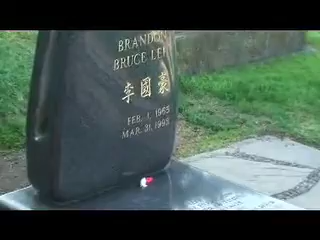 BRANDON
BRUCE LEE
李國豪
FEB. 1, 1965
MAR. 31, 1993